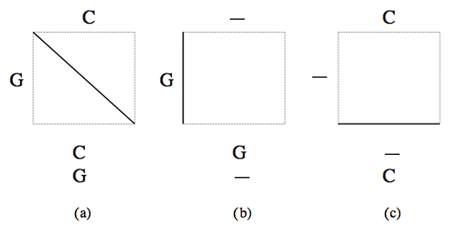 C — C
G G —
C G —
G — C
(a) (b) (c)